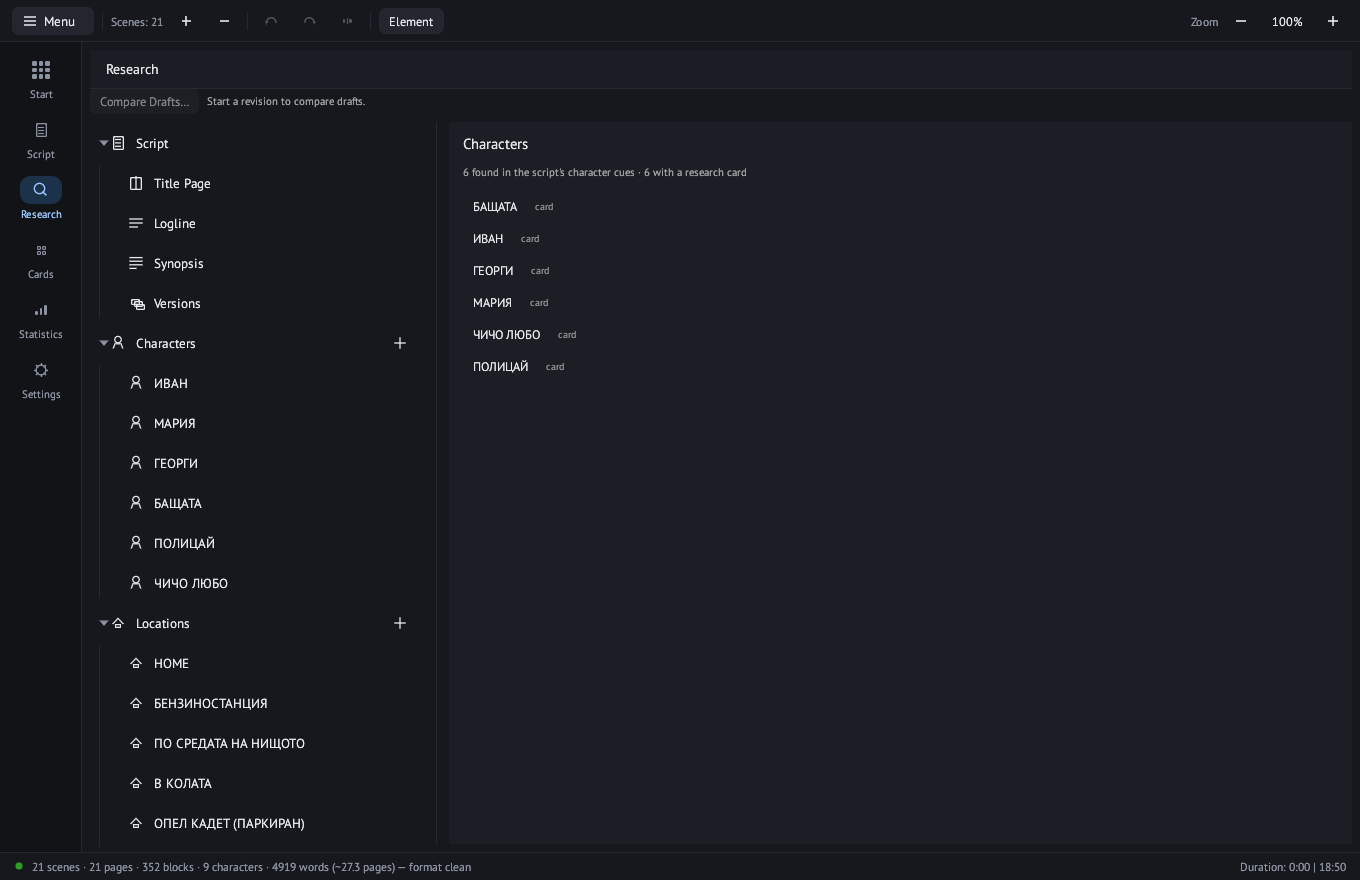 Menu
Scenes: 21
Element
Zoom
100%
Start
Script
Research
Cards
Statistics
Settings
Research
Compare Drafts...
Start a revision to compare drafts.
Script
Title Page
Logline
Synopsis
Versions
Characters
ИВАН
МАРИЯ
ГЕОРГИ
БАЩАТА
ПОЛИЦАЙ
ЧИЧО ЛЮБО
Locations
HOME
БЕНЗИНОСТАНЦИЯ
ПО СРЕДАТА НА НИЩОТО
В КОЛАТА
ОПЕЛ КАДЕТ (ПАРКИРАН)
Characters
6 found in the script's character cues · 6 with a research card
БАЩАТА card
ИВАН card
ГЕОРГИ card
МАРИЯ card
ЧИЧО ЛЮБО card
ПОЛИЦАЙ card
21 scenes · 21 pages · 352 blocks · 9 characters · 4919 words (~27.3 pages) — format clean
Duration: 0:00 | 18:50